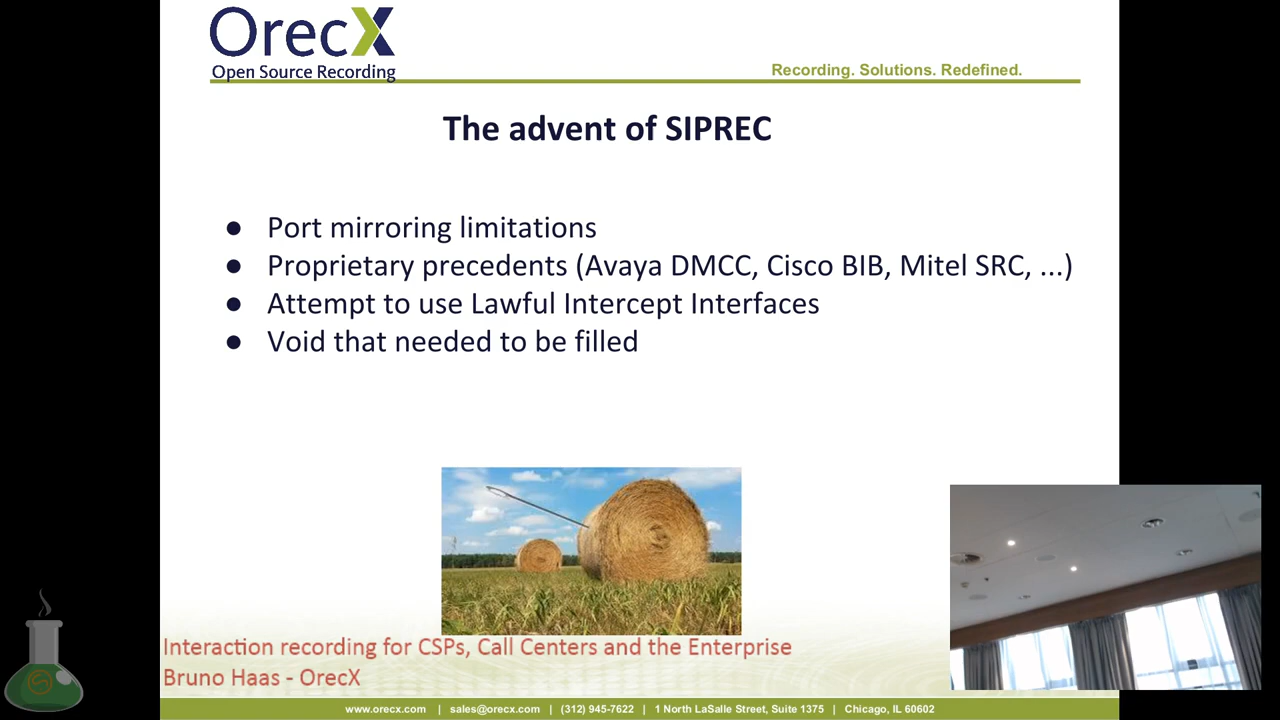 OrecX
Open Source Recording
Recording. Solutions. Redefined.
The advent of SIPREC
● Port mirroring limitations
● Proprietary precedents (Avaya DMCC, Cisco BIB, Mitel SRC, ...)
● Attempt to use Lawful Intercept Interfaces
● Void that needed to be filled
Interaction recording for CSPs, Call Centers and the Enterprise
Bruno Haas - OrecX
www.orecx.com | sales@orecx.com | (312) 945-7622 | 1 North LaSalle Street, Suite 1375 | Chicago, IL 60602